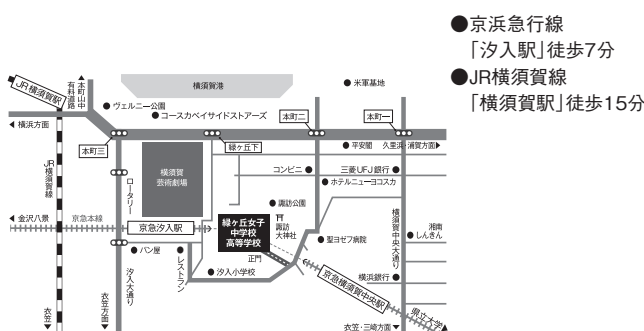 ●京浜急行線
「汐入駅」徒歩7分
●JR横須賀線
「横須賀駅」徒歩15分
JR横須賀駅
本町山中有料道路
横須賀港
●米軍基地
●ヴェルニー公園
●コースカベイサイドストアーズ
本町二
本町一
◀横浜方面
本町三
緑ヶ丘下
●平安閣
久里浜・浦賀方面▶
JR横須賀線
ロータリー
横須賀芸術劇場
コンビニ●
三菱UFJ銀行●
●ホテルニューヨコスカ
●諏訪公園
◀金沢八景
京急本線
京急汐入駅
緑ヶ丘女子
中学校
高等学校
諏訪大神社
正門
●聖ヨゼフ病院
横須賀中央大通り
湘南
しんきん
●パン屋
●レストラン
●汐入小学校
汐入大通り
横浜銀行●
京急横須賀中央駅
県立大学
衣笠
衣笠方面
衣笠・三崎方面▼